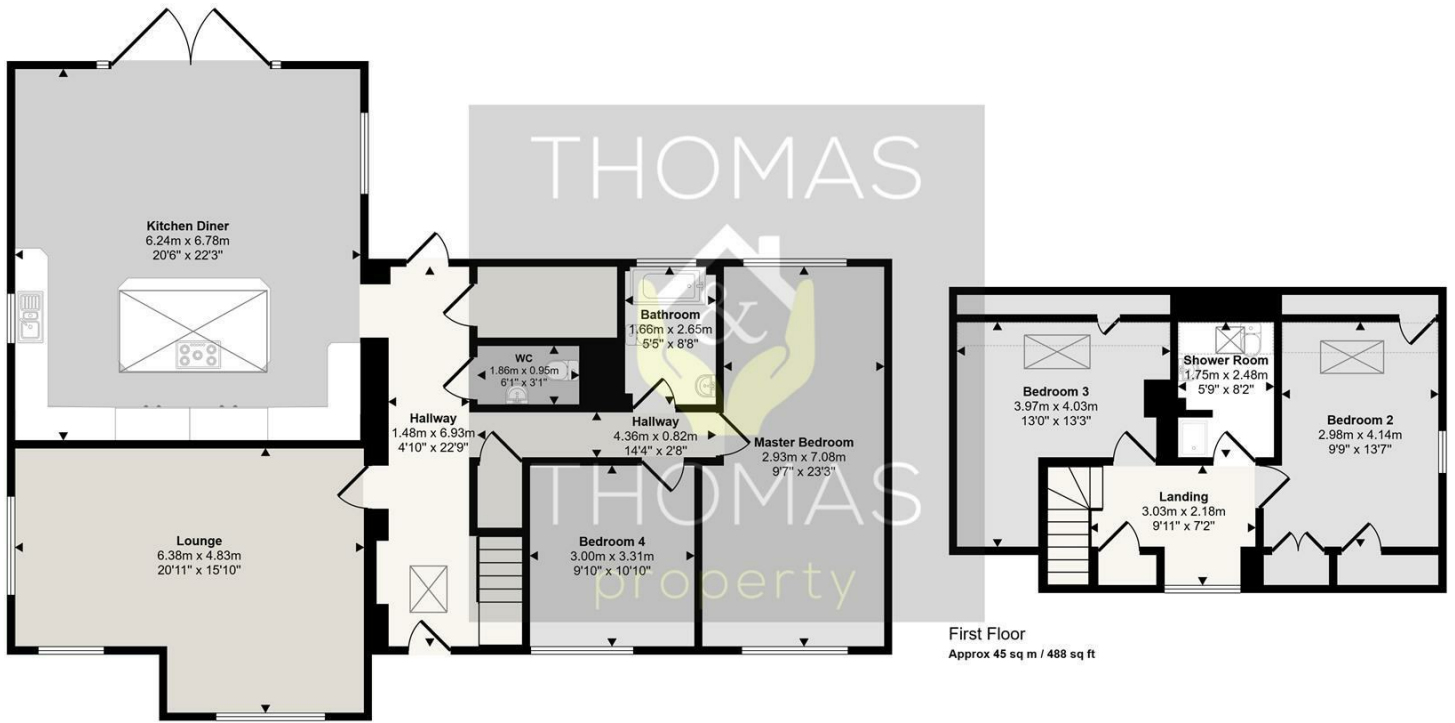 THOMAS
&
THOMAS
property
Kitchen Diner
6.24m x 6.78m
20'6" x 22'3"
Bathroom
1.66m x 2.65m
5'5" x 8'8"
WC
1.86m x 0.95m
6'1" x 3'1"
Hallway
1.48m x 6.93m
4'10" x 22'9"
Hallway
4.36m x 0.82m
14'4" x 2'8"
Master Bedroom
2.93m x 7.08m
9'7" x 23'3"
Lounge
6.38m x 4.83m
20'11" x 15'10"
Bedroom 4
3.00m x 3.31m
9'10" x 10'10"
Shower Room
1.75m x 2.48m
5'9" x 8'2"
Bedroom 3
3.97m x 4.03m
13'0" x 13'3"
Bedroom 2
2.98m x 4.14m
9'9" x 13'7"
Landing
3.03m x 2.18m
9'11" x 7'2"
First Floor
Approx 45 sq m / 488 sq ft